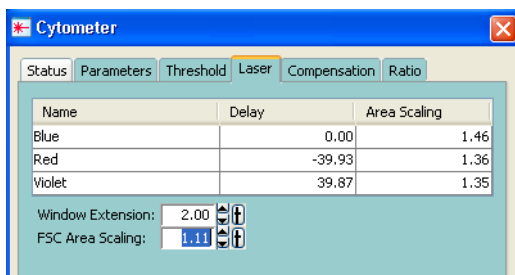 Cytometer
Status Parameters Threshold Laser Compensation Ratio
Name Delay Area Scaling
Blue 0.00 1.46
Red -39.93 1.36
Violet 39.87 1.35
Window Extension: 2.00
FSC Area Scaling: 1.11